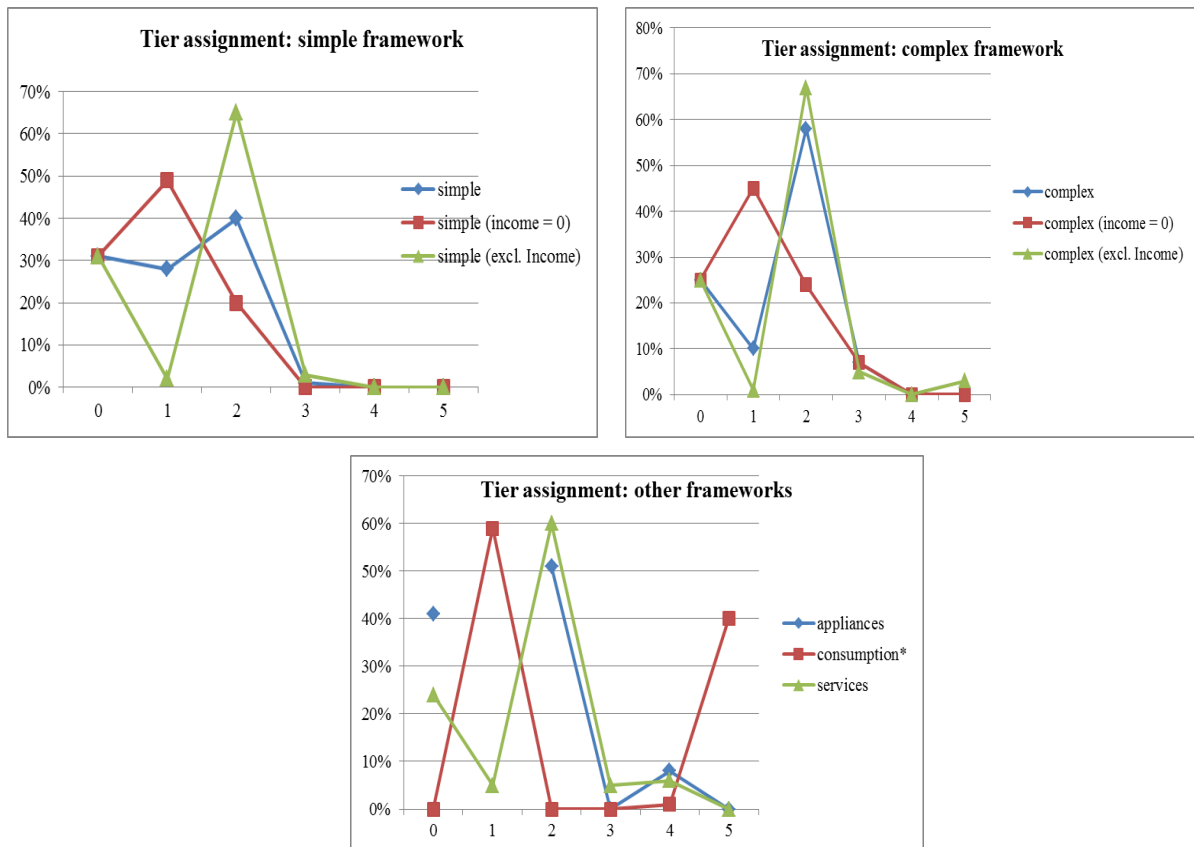 Tier assignment: simple framework
70%
60%
50%
40%
30%
20%
10%
0%
0 1 2 3 4 5
simple
simple (income = 0)
simple (excl. Income)
Tier assignment: complex framework
80%
70%
60%
50%
40%
30%
20%
10%
0%
0 1 2 3 4 5
complex
complex (income = 0)
complex (excl. Income)
Tier assignment: other frameworks
70%
60%
50%
40%
30%
20%
10%
0%
0 1 2 3 4 5
appliances
consumption*
services